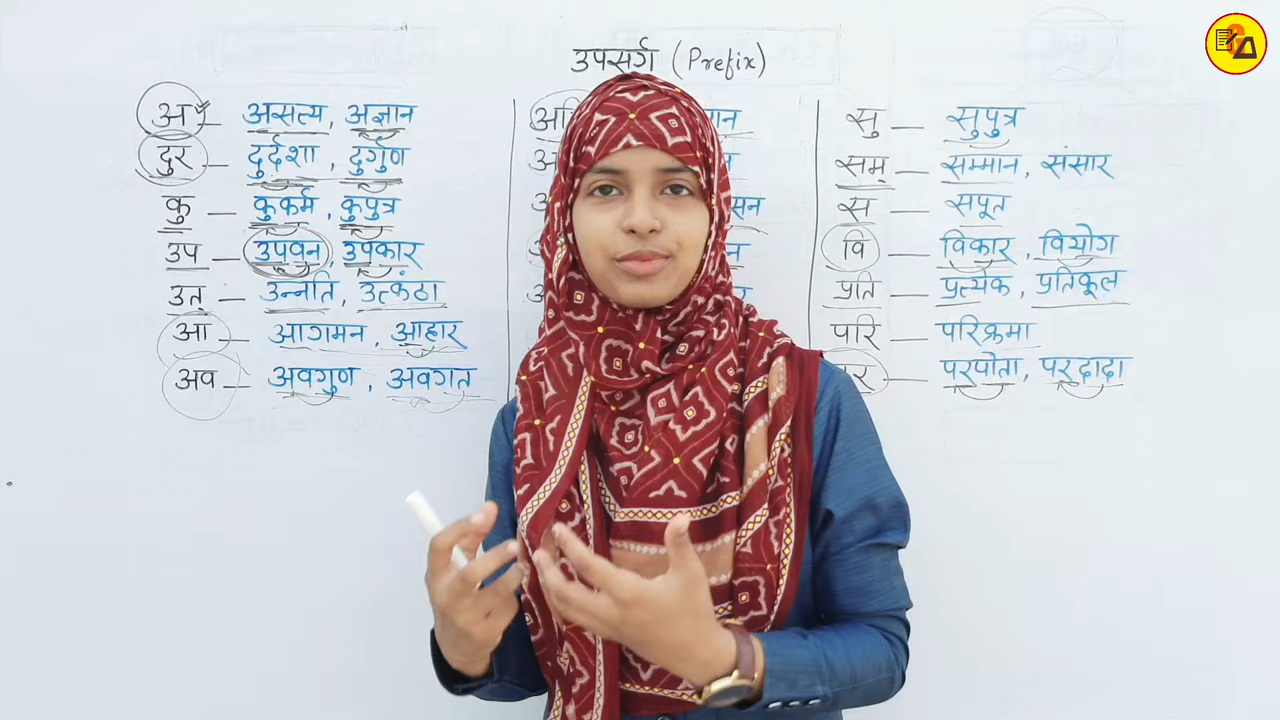 उपसर्ग (Prefix)
अ — असत्य, अज्ञान
दुर — दुर्दशा, दुर्गुण
कु — कुकर्म, कुपुत्र
उप — उपवन, उपकार
उत् — उन्नति, उत्कंठा
आ — आगमन, आहार
अव — अवगुण, अवगत
सु — सुपुत्र
सम् — सम्मान, संसार
स — सपूत
वि — विकार, वियोग
प्रति — प्रत्येक, प्रतिकूल
परि — परिक्रमा
— परपोता, परदादा